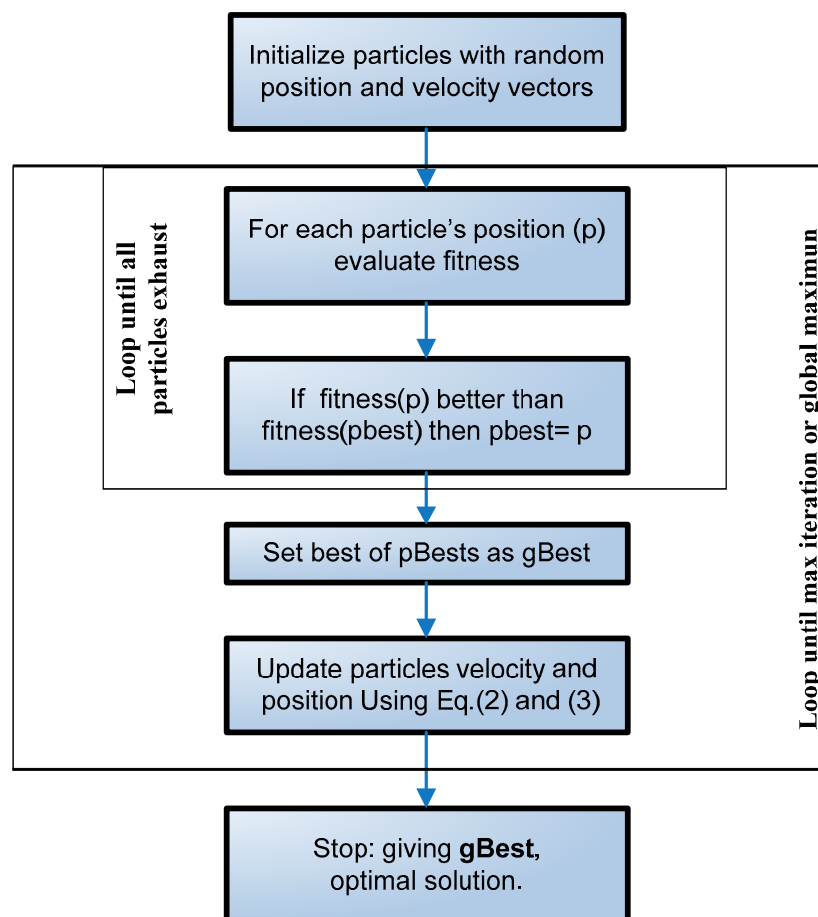 Initialize particles with random
position and velocity vectors
Loop until all
particles exhaust
For each particle’s position (p)
evaluate fitness
If fitness(p) better than
fitness(pbest) then pbest= p
Set best of pBests as gBest
Update particles velocity and
position Using Eq.(2) and (3)
Loop until max iteration or global maximun
Stop: giving gBest,
optimal solution.